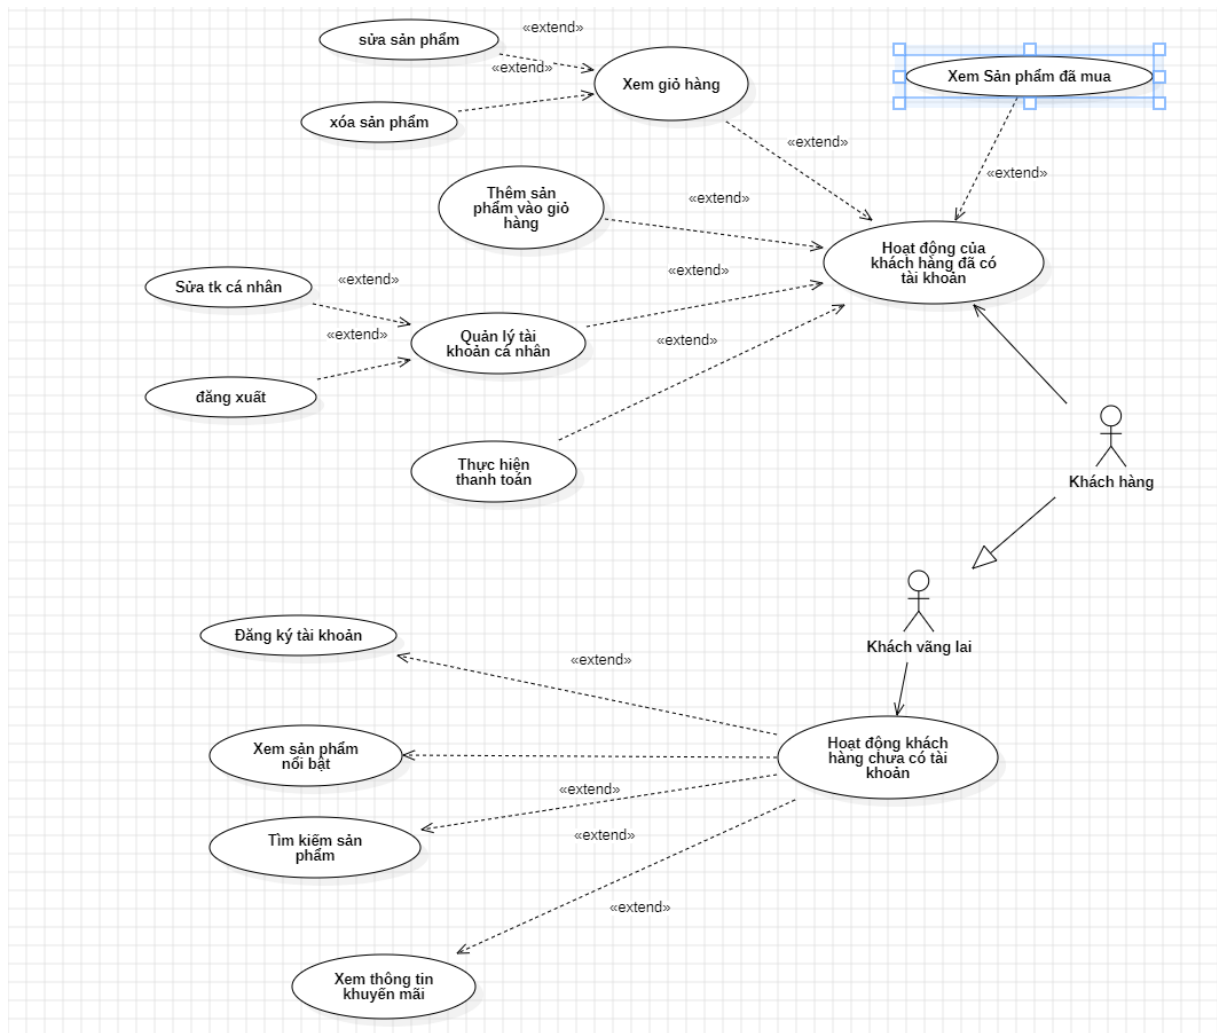 sửa sản phẩm
«extend»
«extend»
xóa sản phẩm
Xem giỏ hàng
Xem Sản phẩm đã mua
«extend»
«extend»
Thêm sản
phẩm vào giỏ
hàng
«extend»
Hoạt động của
khách hàng đã có
tài khoản
Sửa tk cá nhân
«extend»
«extend»
đăng xuất
Quản lý tài
khoản cá nhân
«extend»
«extend»
Thực hiện
thanh toán
Khách hàng
Khách vãng lai
Đăng ký tài khoản
«extend»
Xem sản phẩm
nổi bật
Hoạt động khách
hàng chưa có tài
khoản
«extend»
Tìm kiếm sản
phẩm
«extend»
«extend»
Xem thông tin
khuyến mãi